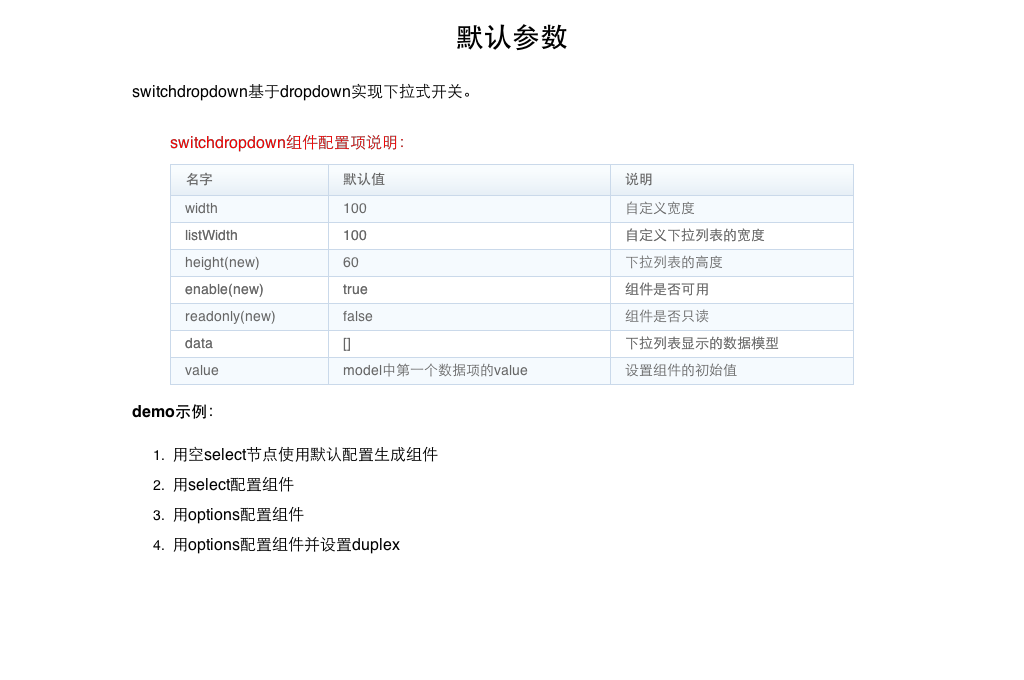 默认参数
switchdropdown基于dropdown实现下拉式开关。
switchdropdown组件配置项说明：
名字 默认值 说明
width 100 自定义宽度
listWidth 100 自定义下拉列表的宽度
height(new) 60 下拉列表的高度
enable(new) true 组件是否可用
readonly(new) false 组件是否只读
data [] 下拉列表显示的数据模型
value model中第一个数据项的value 设置组件的初始值
demo示例：
1. 用空select节点使用默认配置生成组件
2. 用select配置组件
3. 用options配置组件
4. 用options配置组件并设置duplex